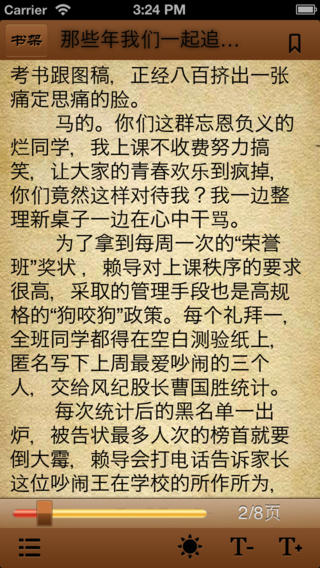 Carrier 3:24 PM
书架 那些年我们一起追...
考书跟图稿，正经八百挤出一张
痛定思痛的脸。
马的。你们这群忘恩负义的
烂同学，我上课不收费努力搞
笑，让大家的青春欢乐到疯掉，
你们竟然这样对待我？我一边整
理新桌子一边在心中干骂。
为了拿到每周一次的“荣誉
班”奖状，赖导对上课秩序的要求
很高，采取的管理手段也是高规
格的“狗咬狗”政策。每个礼拜一，
全班同学都得在空白测验纸上，
匿名写下上周最爱吵闹的三个
人，交给风纪股长曹国胜统计。
每次统计后的黑名单一出
炉，被告状最多人次的榜首就要
倒大霉，赖导会打电话告诉家长
这位吵闹王在学校的所作所为，
2/8页
T- T+